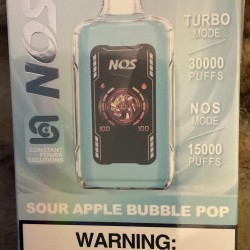 NOS
TURBO
MODE
30000
PUFFS
NOS
MODE
15000
PUFFS
NOS
100
100
CONSTANT
POWER
SOLUTIONS
SOUR APPLE BUBBLE POP
WARNING: